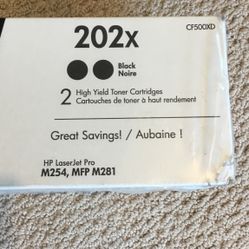 202x
CF500XD
Black
Noire
2 High Yield Toner Cartridges
Cartouches de toner à haut rendement
Great Savings! / Aubaine !
HP LaserJet Pro
M254, MFP M281